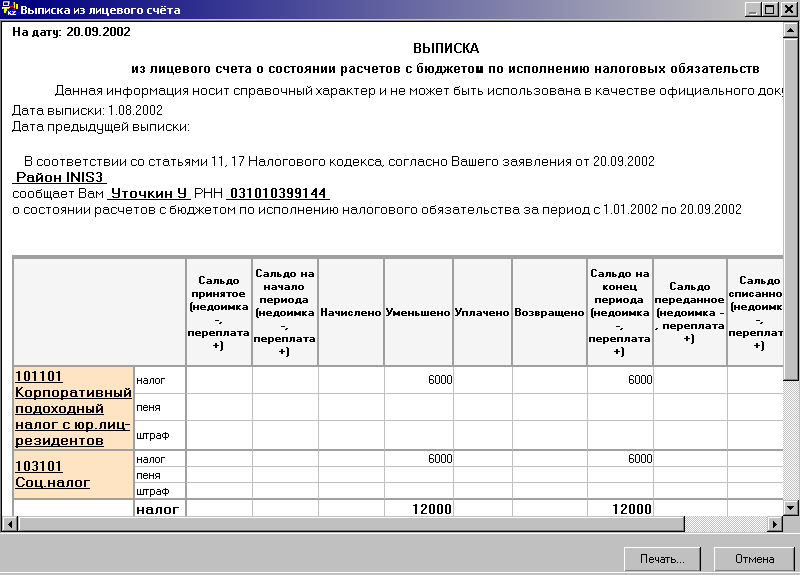 Выписка из лицевого счёта
На дату: 20.09.2002
ВЫПИСКА
из лицевого счета о состоянии расчетов с бюджетом по исполнению налоговых обязательств
Данная информация носит справочный характер и не может быть использована в качестве официального доку
Дата выписки: 1.08.2002
Дата предыдущей выписки:
В соответствии со статьями 11, 17 Налогового кодекса, согласно Вашего заявления от 20.09.2002
Район INIS3
сообщает Вам Уточкин У РНН 031010399144
о состоянии расчетов с бюджетом по исполнению налогового обязательства за период с 1.01.2002 по 20.09.2002
Сальдо
принятое
(недоимка
-,
переплата
+)
Сальдо на
начало
периода
(недоимка
-,
переплата
+)
Начислено
Уменьшено
Уплачено
Возвращено
Сальдо на
конец
периода
(недоимка
-,
переплата
+)
Сальдо
переданное
(недоимка -
, переплата
+)
Сальдо
списанно
(недоимк
-,
переплат
+)
101101
Корпоративный
подоходный
налог с юр.лиц-
резидентов
налог 6000 6000
пеня
штраф
103101
Соц.налог
налог 6000 6000
пеня
штраф
налог 12000 12000
Печать... Отмена